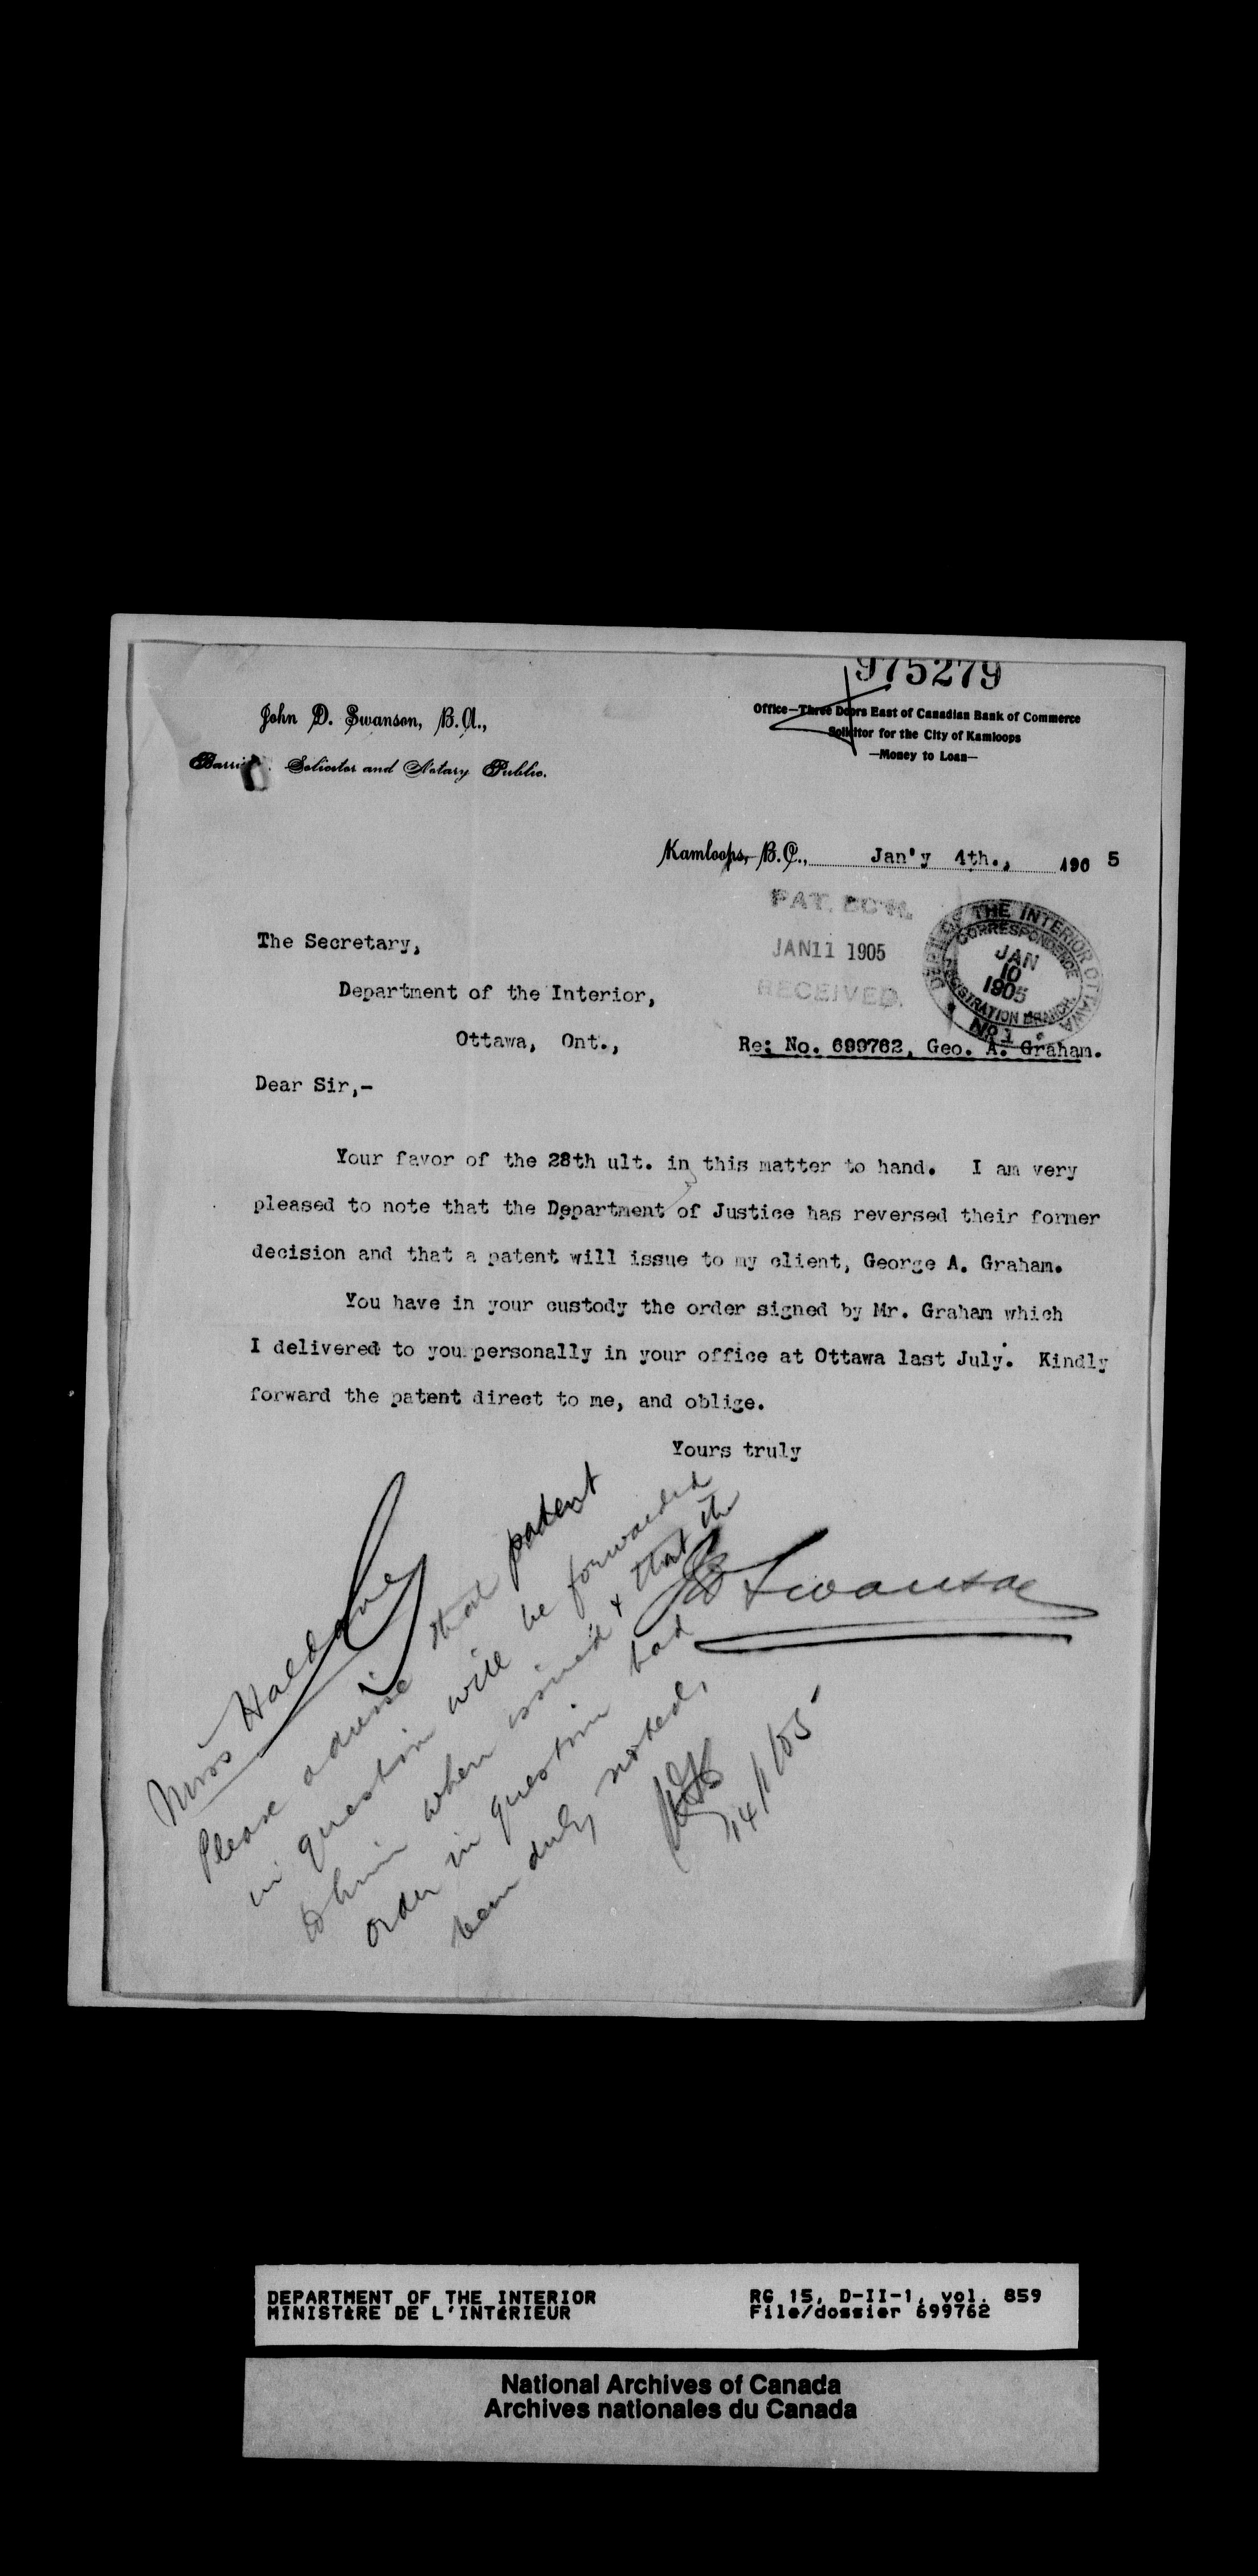 975279
John D. Swanson, B.A.,
Solicitor and Notary Public.
Office—Three Doors East of Canadian Bank of Commerce
Solicitor for the City of Kamloops
—Money to Loan—
Kamloops, B.C., Jan'y 4th., 1905
PAT. BCH.
JAN 11 1905
RECEIVED.
DEPT OF THE INTERIOR OTTAWA
CORRESPONDENCE
JAN
10
1905
REGISTRATION BRANCH
No 1
The Secretary,
Department of the Interior,
Ottawa, Ont.,
Re: No. 699762, Geo. A. Graham.
Dear Sir,-
Your favor of the 28th ult. in this matter to hand. I am very
pleased to note that the Department of Justice has reversed their former
decision and that a patent will issue to my client, George A. Graham.
You have in your custody the order signed by Mr. Graham which
I delivered to you personally in your office at Ottawa last July. Kindly
forward the patent direct to me, and oblige.
Yours truly
JD Swanson
Miss Haldane
Please advise that patent
in question will be forwarded
to him when issued & that the
order in question had
been duly noted.
14/1/05
DEPARTMENT OF THE INTERIOR
MINISTÈRE DE L'INTÉRIEUR
RG 15, D-II-1, vol. 859
File/dossier 699762
National Archives of Canada
Archives nationales du Canada